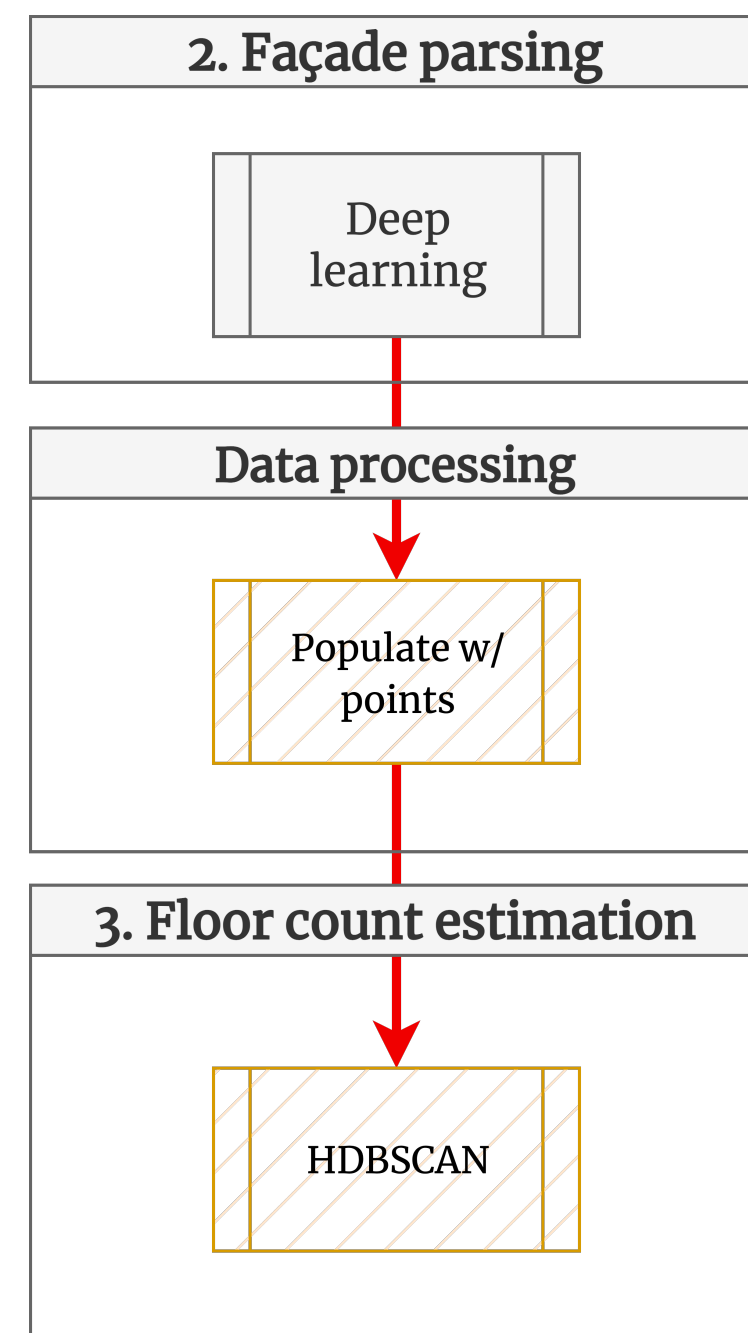 2. Façade parsing
Deep
learning
Data processing
Populate w/
points
3. Floor count estimation
HDBSCAN